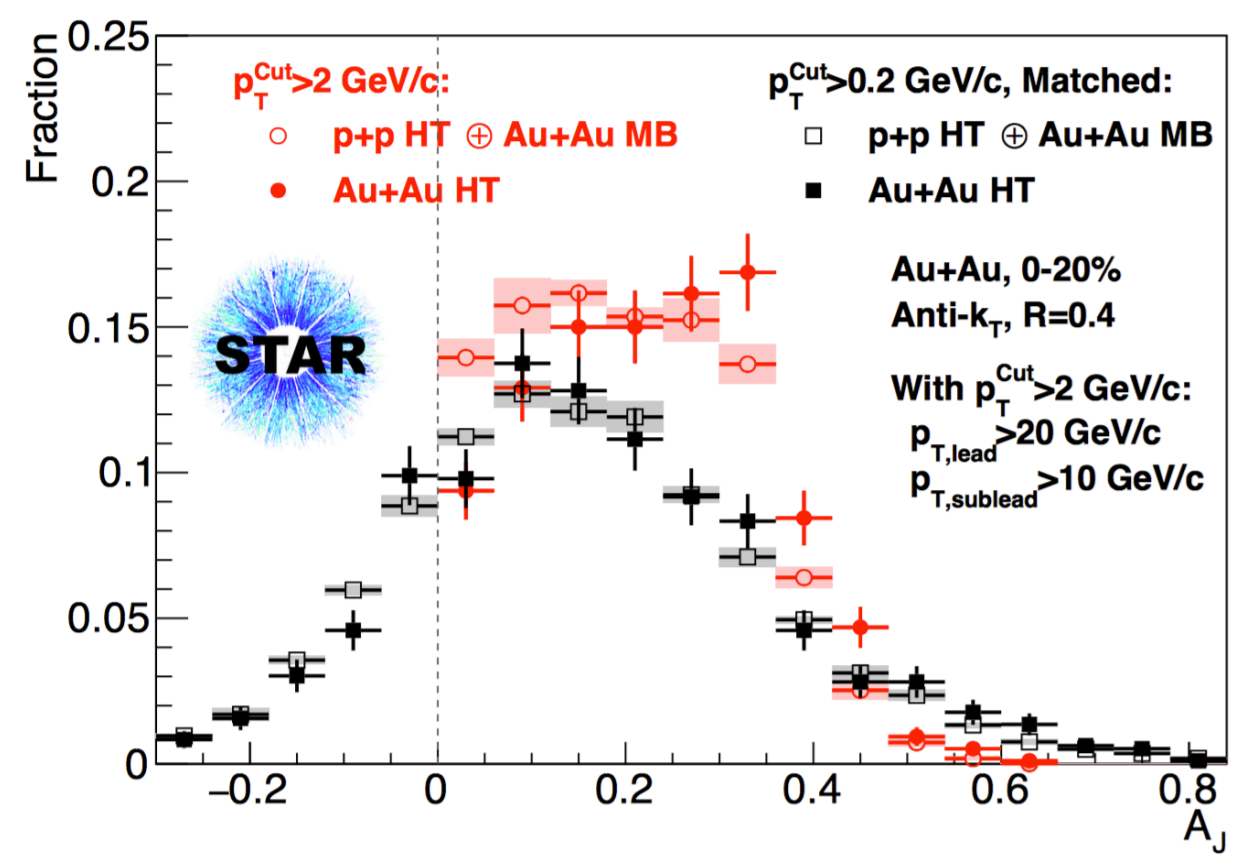 0.25
0.2
0.15
0.1
0.05
0
Fraction
p_T^Cut>2 GeV/c:
p+p HT ⊕ Au+Au MB
Au+Au HT
p_T^Cut>0.2 GeV/c, Matched:
p+p HT ⊕ Au+Au MB
Au+Au HT
STAR
Au+Au, 0-20%
Anti-k_T, R=0.4
With p_T^Cut>2 GeV/c:
p_T,lead>20 GeV/c
p_T,sublead>10 GeV/c
−0.2 0 0.2 0.4 0.6 0.8
A_J